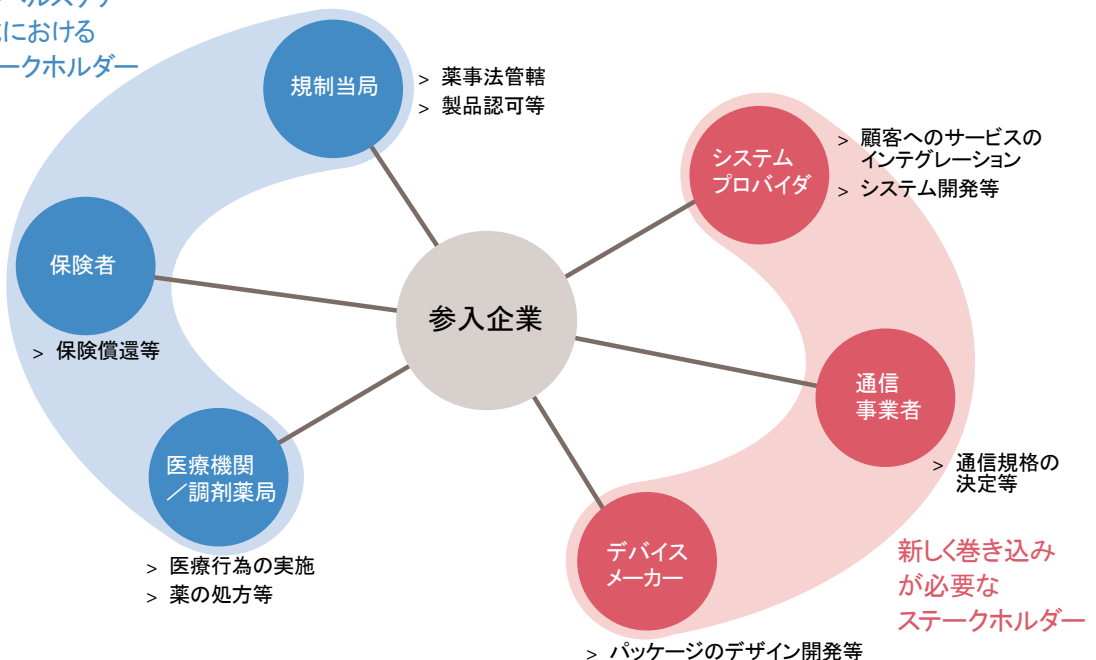 における
ークホルダー
規制当局
> 薬事法管轄
> 製品認可等
保険者
> 保険償還等
医療機関
／調剤薬局
> 医療行為の実施
> 薬の処方等
参入企業
システム
プロバイダ
> 顧客へのサービスの
インテグレーション
> システム開発等
通信
事業者
> 通信規格の
決定等
デバイス
メーカー
> パッケージのデザイン開発等
新しく巻き込み
が必要な
ステークホルダー